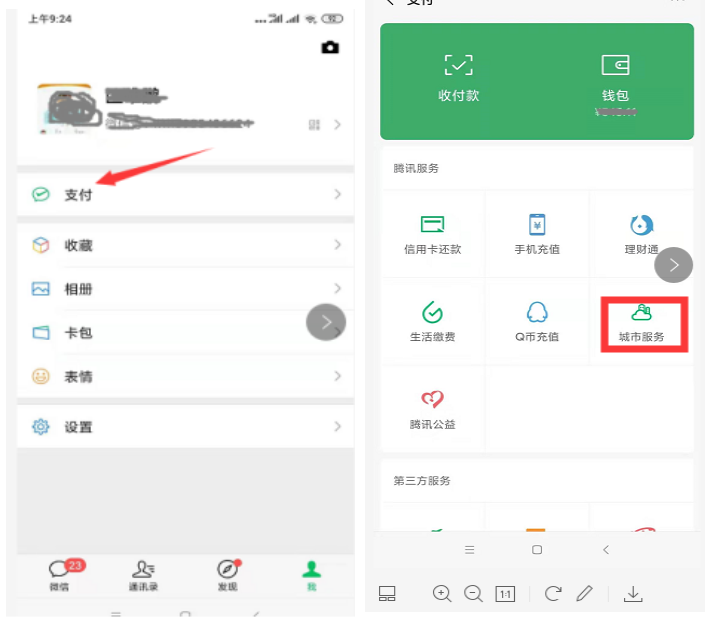 上午9:24
支付
收藏
相册
卡包
表情
设置
23
微信
通讯录
发现
我
支付
收付款
钱包
腾讯服务
信用卡还款
手机充值
理财通
生活缴费
Q币充值
城市服务
腾讯公益
第三方服务
1:1